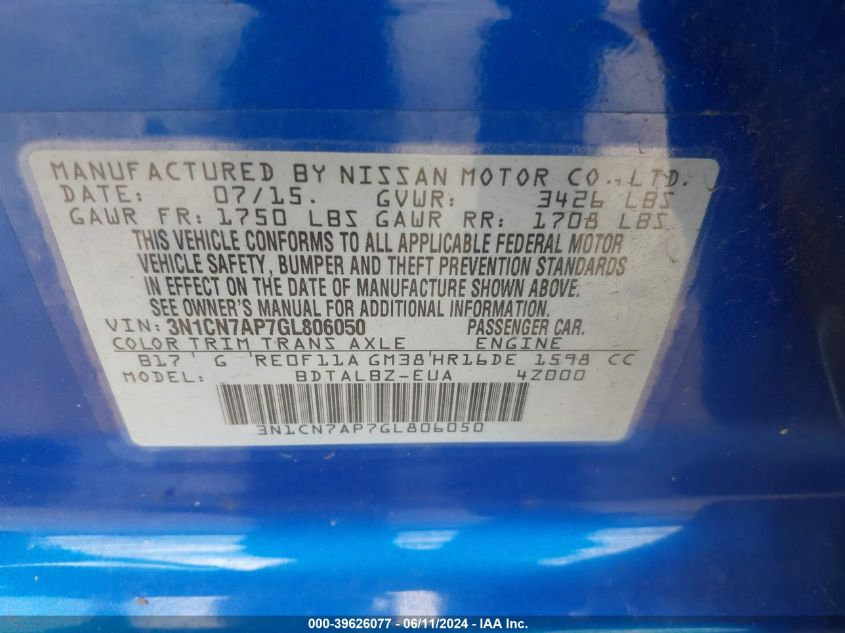 MANUFACTURED BY NISSAN MOTOR CO., LTD.
DATE: 07/15. GVWR: 3426 LBS
GAWR FR: 1750 LBS GAWR RR: 1708 LBS
THIS VEHICLE CONFORMS TO ALL APPLICABLE FEDERAL MOTOR
VEHICLE SAFETY, BUMPER AND THEFT PREVENTION STANDARDS
IN EFFECT ON THE DATE OF MANUFACTURE SHOWN ABOVE.
SEE OWNER'S MANUAL FOR ADDITIONAL INFORMATION.
VIN: 3N1CN7AP7GL806050 PASSENGER CAR.
COLOR TRIM TRANS AXLE ENGINE
B17 G RE0F11A GM38 HR16DE 1598 CC
MODEL: BDTALBZ-EUA 4Z000
3N1CN7AP7GL806050
000-39626077 - 06/11/2024 - IAA Inc.